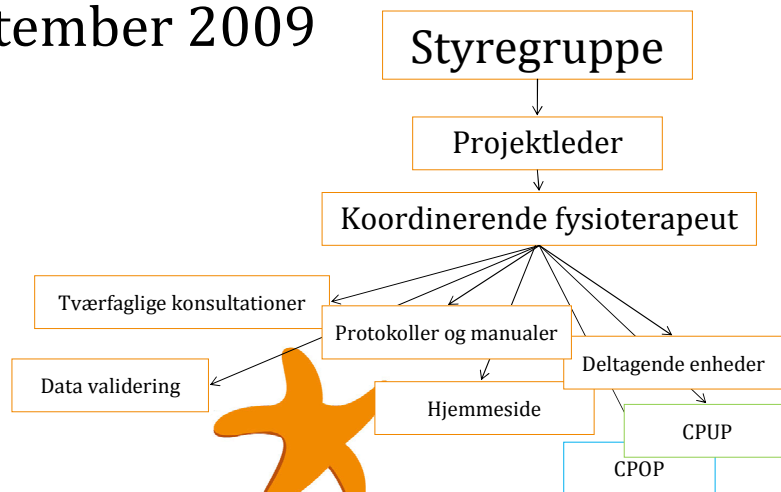 tember 2009
Styregruppe
Projektleder
Koordinerende fysioterapeut
Tværfaglige konsultationer
Protokoller og manualer
Deltagende enheder
Data validering
Hjemmeside
CPUP
CPOP